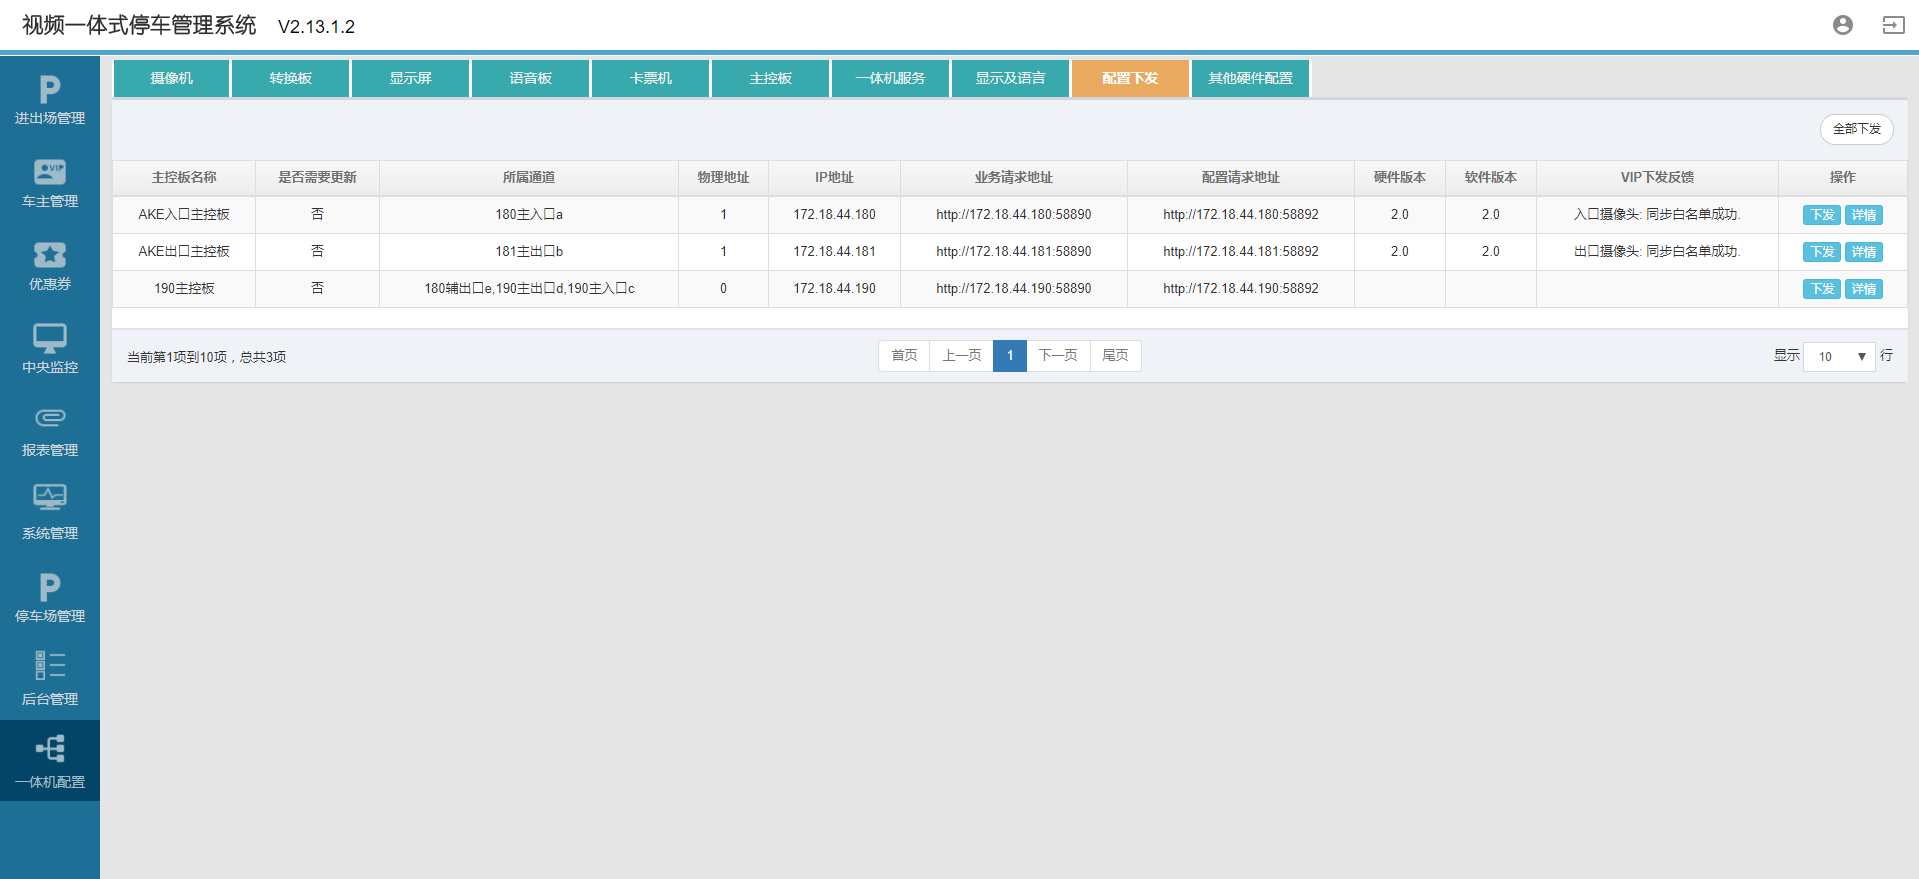 视频一体式停车管理系统 V2.13.1.2
摄像机 转换板 显示屏 语音板 卡票机 主控板 一体机服务 显示及语言 配置下发 其他硬件配置
进出场管理
车主管理
优惠券
中央监控
报表管理
系统管理
停车场管理
后台管理
一体机配置
全部下发
主控板名称 是否需要更新 所属通道 物理地址 IP地址 业务请求地址 配置请求地址 硬件版本 软件版本 VIP下发反馈 操作
AKE入口主控板 否 180主入口a 1 172.18.44.180 http://172.18.44.180:58890 http://172.18.44.180:58892 2.0 2.0 入口摄像头: 同步白名单成功. 下发 详情
AKE出口主控板 否 181主出口b 1 172.18.44.181 http://172.18.44.181:58890 http://172.18.44.181:58892 2.0 2.0 出口摄像头: 同步白名单成功. 下发 详情
190主控板 否 180辅出口e,190主出口d,190主入口c 0 172.18.44.190 http://172.18.44.190:58890 http://172.18.44.190:58892 下发 详情
当前第1项到10项，总共3项 首页 上一页 1 下一页 尾页 显示 10 行